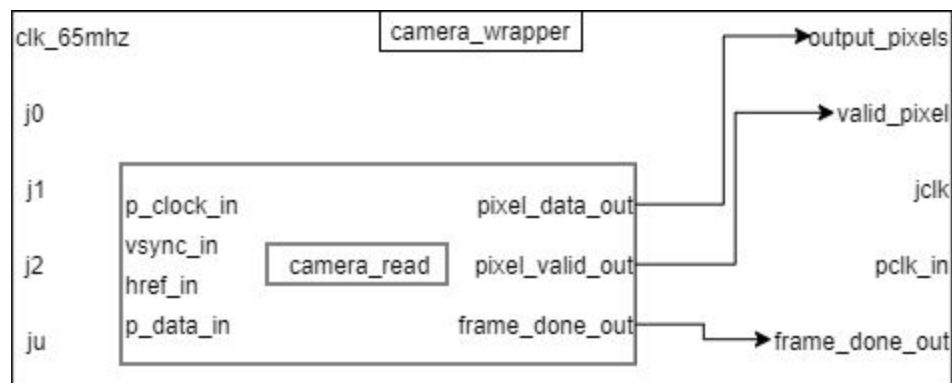 clk_65mhz
camera_wrapper
output_pixels
j0
valid_pixel
j1
jclk
p_clock_in
pixel_data_out
vsync_in
j2
camera_read
pixel_valid_out
pclk_in
href_in
p_data_in
frame_done_out
ju
frame_done_out